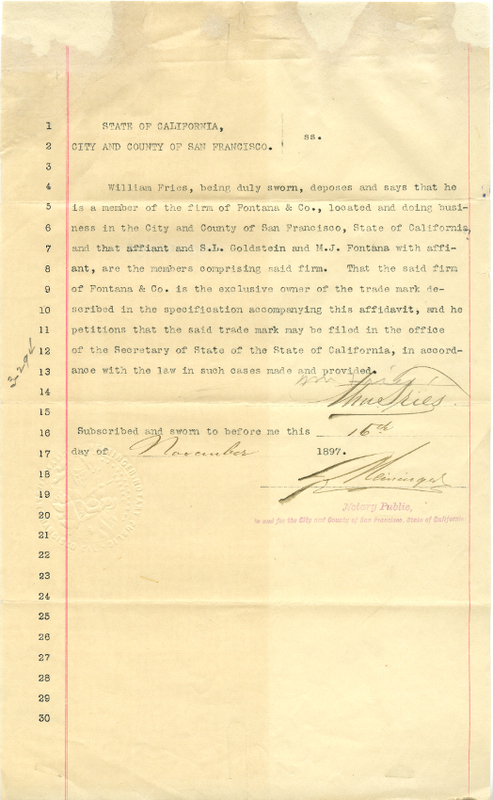 1 STATE OF CALIFORNIA,
ss.
2 CITY AND COUNTY OF SAN FRANCISCO.
3
4 William Fries, being duly sworn, deposes and says that he
5 is a member of the firm of Fontana & Co., located and doing busi-
6 ness in the City and County of San Francisco, State of California,
7 and that affiant and S.L. Goldstein and M.J. Fontana with affi-
8 ant, are the members comprising said firm. That the said firm
9 of Fontana & Co. is the exclusive owner of the trade mark de-
10 scribed in the specification accompanying this affidavit, and he
11 petitions that the said trade mark may be filed in the office
12 of the Secretary of State of the State of California, in accord-
13 ance with the law in such cases made and provided.
14 Wm Fries
15
16 Subscribed and sworn to before me this 16th
17 day of November 1897.
18
19
20 Notary Public,
in and for the City and County of San Francisco, State of California
21
22
23
24
25
26
27
28
29
30